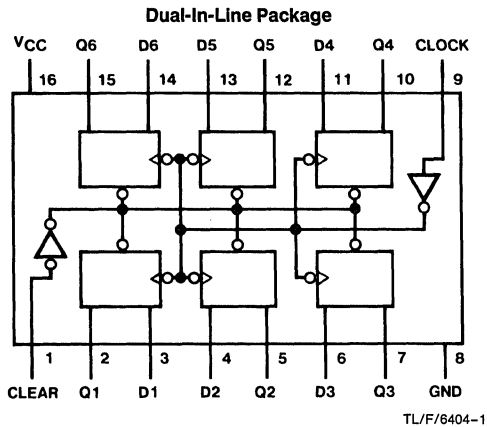 Dual-In-Line Package
VCC Q6 D6 D5 Q5 D4 Q4 CLOCK
16 15 14 13 12 11 10 9
1 2 3 4 5 6 7 8
CLEAR Q1 D1 D2 Q2 D3 Q3 GND
TL/F/6404-1